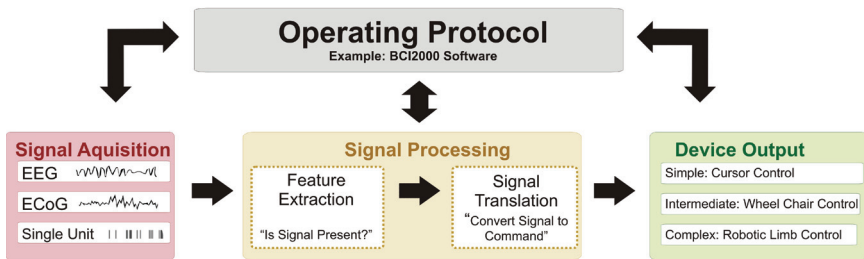 Operating Protocol
Example: BCI2000 Software
Signal Aquisition
EEG
ECoG
Single Unit
Signal Processing
Feature
Extraction
“Is Signal Present?”
Signal
Translation
“Convert Signal to
Command”
Device Output
Simple: Cursor Control
Intermediate: Wheel Chair Control
Complex: Robotic Limb Control